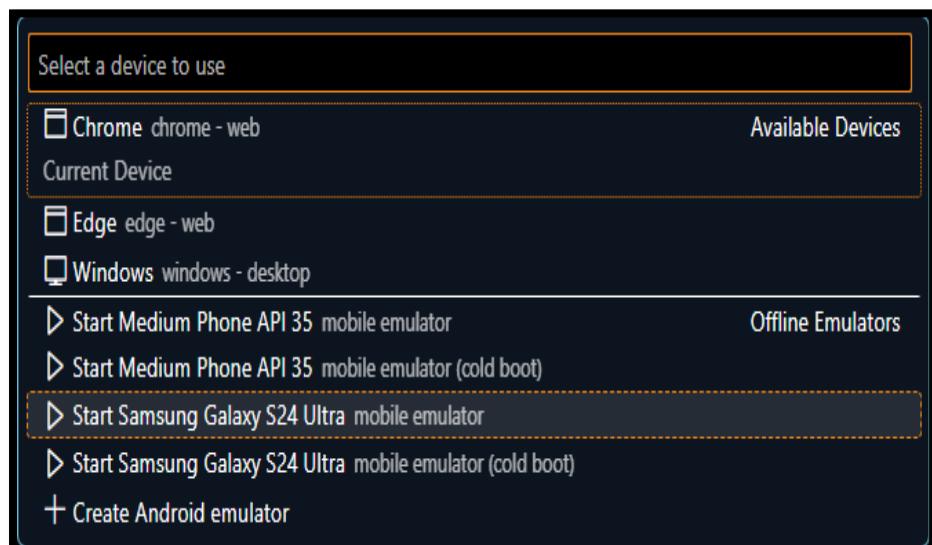 Select a device to use
Chrome chrome - web Available Devices
Current Device
Edge edge - web
Windows windows - desktop
Start Medium Phone API 35 mobile emulator Offline Emulators
Start Medium Phone API 35 mobile emulator (cold boot)
Start Samsung Galaxy S24 Ultra mobile emulator
Start Samsung Galaxy S24 Ultra mobile emulator (cold boot)
Create Android emulator